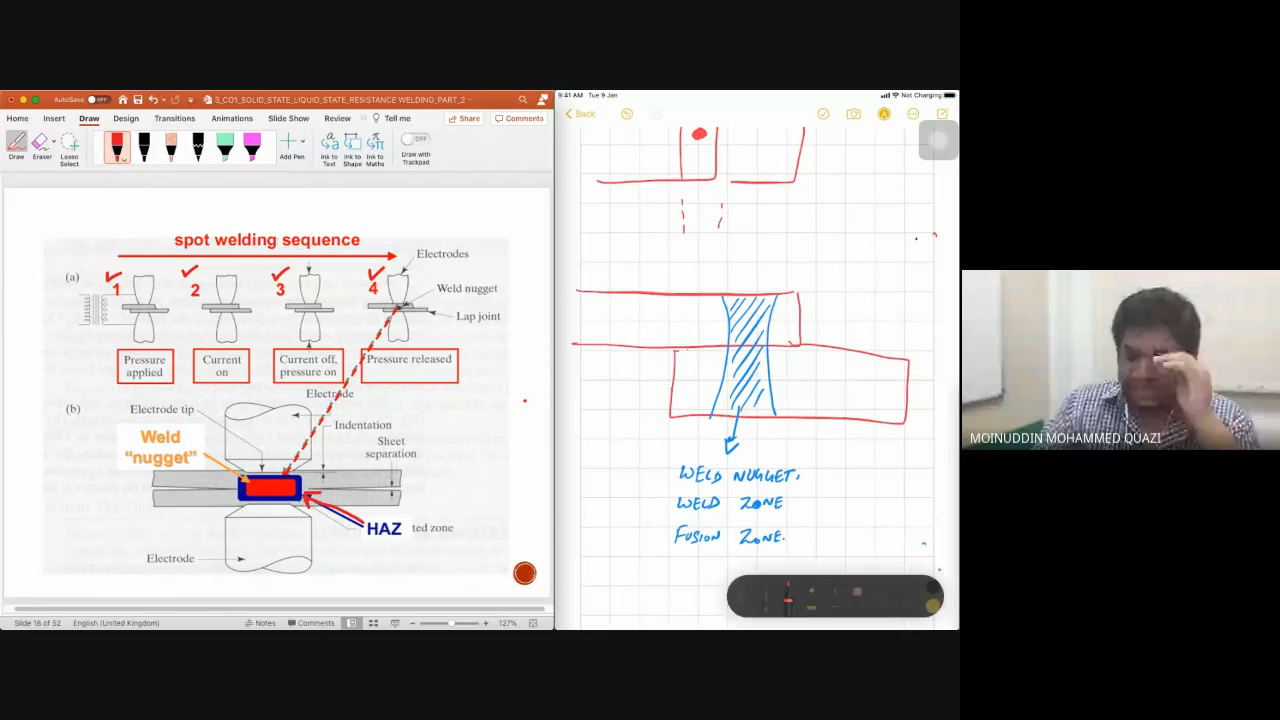 AutoSave OFF
3_CO1_SOLID_STATE_LIQUID_STATE_RESISTANCE WELDING_PART_2
Home Insert Draw Design Transitions Animations Slide Show Review Tell me Share Comments
Draw
Eraser
Lasso Select
Add Pen
Ink to Text
Ink to Shape
Ink to Maths
OFF
Draw with Trackpad
spot welding sequence
(a)
1 2 3 4
Electrodes
Weld nugget
Lap joint
Pressure applied
Current on
Current off, pressure on
Pressure released
(b)
Electrode
Electrode tip
Indentation
Sheet separation
Weld "nugget"
HAZ
ted zone
Electrode
Slide 16 of 52 English (United Kingdom) Notes Comments 127%
9:41 AM Tue 9 Jan Not Charging
Back
WELD NUGGET.
WELD ZONE
FUSION ZONE.
MOINUDDIN MOHAMMED QUAZI